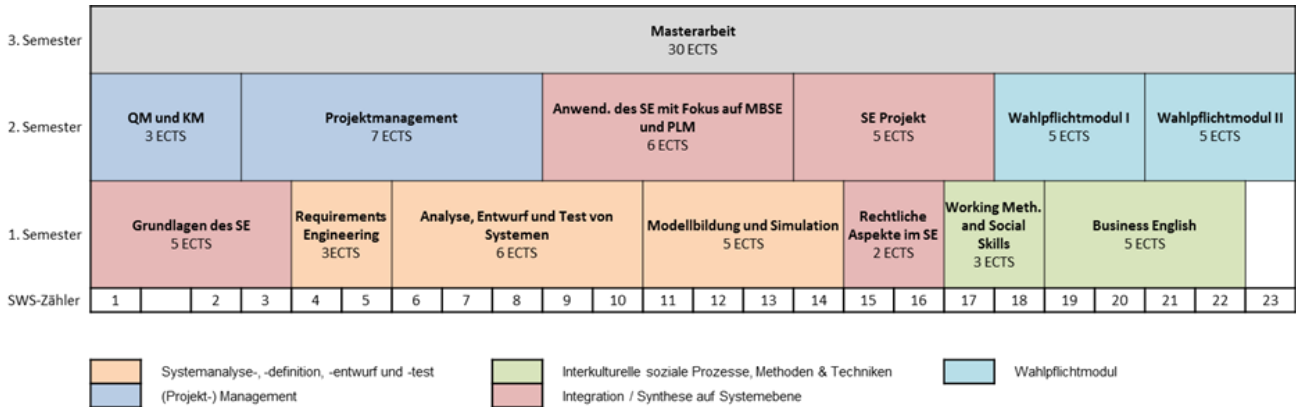 3. Semester
Masterarbeit
30 ECTS
2. Semester
QM und KM
3 ECTS
Projektmanagement
7 ECTS
Anwend. des SE mit Fokus auf MBSE
und PLM
6 ECTS
SE Projekt
5 ECTS
Wahlpflichtmodul I
5 ECTS
Wahlpflichtmodul II
5 ECTS
1. Semester
Grundlagen des SE
5 ECTS
Requirements
Engineering
3ECTS
Analyse, Entwurf und Test von
Systemen
6 ECTS
Modellbildung und Simulation
5 ECTS
Rechtliche
Aspekte im SE
2 ECTS
Working Meth.
and Social
Skills
3 ECTS
Business English
5 ECTS
SWS-Zähler
1 2 3 4 5 6 7 8 9 10 11 12 13 14 15 16 17 18 19 20 21 22 23
Systemanalyse-, -definition, -entwurf und -test
Interkulturelle soziale Prozesse, Methoden & Techniken
Wahlpflichtmodul
(Projekt-) Management
Integration / Synthese auf Systemebene